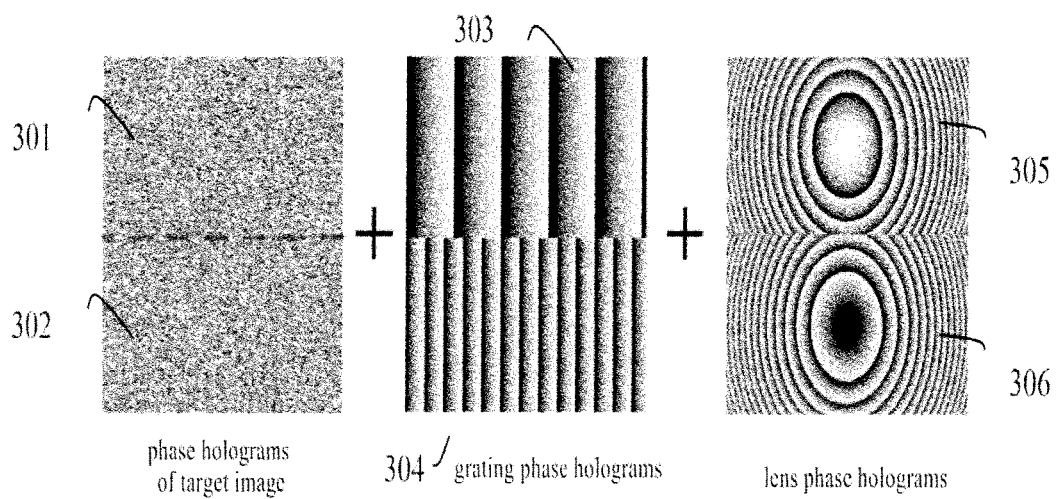 303
301
305
+
+
302
306
phase holograms
of target image
304
grating phase holograms
lens phase holograms